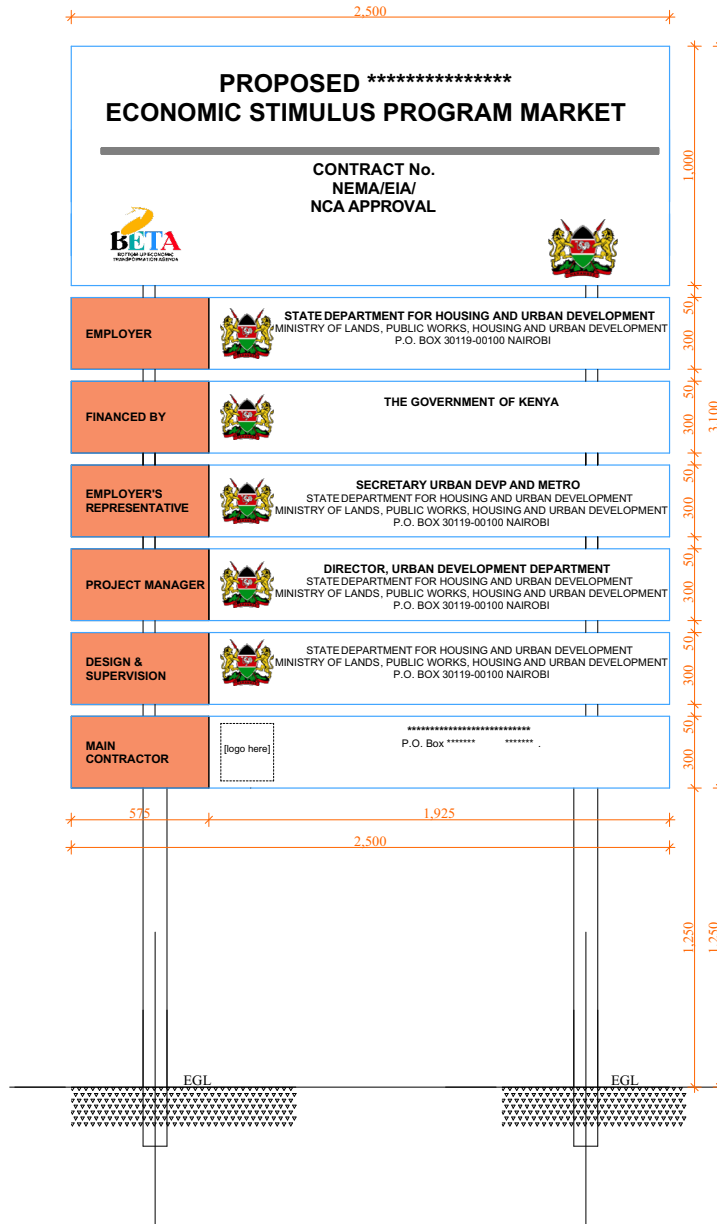 2,500
PROPOSED ***************
ECONOMIC STIMULUS PROGRAM MARKET
CONTRACT No.
NEMA/EIA/
NCA APPROVAL
BETA
BOTTOM UP ECONOMIC
TRANSFORMATION AGENDA
1,000
50
EMPLOYER
STATE DEPARTMENT FOR HOUSING AND URBAN DEVELOPMENT
MINISTRY OF LANDS, PUBLIC WORKS, HOUSING AND URBAN DEVELOPMENT
P.O. BOX 30119-00100 NAIROBI
300
50
FINANCED BY
THE GOVERNMENT OF KENYA
300
3,100
50
EMPLOYER'S
REPRESENTATIVE
SECRETARY URBAN DEVP AND METRO
STATE DEPARTMENT FOR HOUSING AND URBAN DEVELOPMENT
MINISTRY OF LANDS, PUBLIC WORKS, HOUSING AND URBAN DEVELOPMENT
P.O. BOX 30119-00100 NAIROBI
300
50
PROJECT MANAGER
DIRECTOR, URBAN DEVELOPMENT DEPARTMENT
STATE DEPARTMENT FOR HOUSING AND URBAN DEVELOPMENT
MINISTRY OF LANDS, PUBLIC WORKS, HOUSING AND URBAN DEVELOPMENT
P.O. BOX 30119-00100 NAIROBI
300
50
DESIGN &
SUPERVISION
STATE DEPARTMENT FOR HOUSING AND URBAN DEVELOPMENT
MINISTRY OF LANDS, PUBLIC WORKS, HOUSING AND URBAN DEVELOPMENT
P.O. BOX 30119-00100 NAIROBI
300
50
MAIN
CONTRACTOR
[logo here]
***************************
P.O. Box ******* ******* .
300
575 1,925
2,500
1,250 1,250
EGL EGL